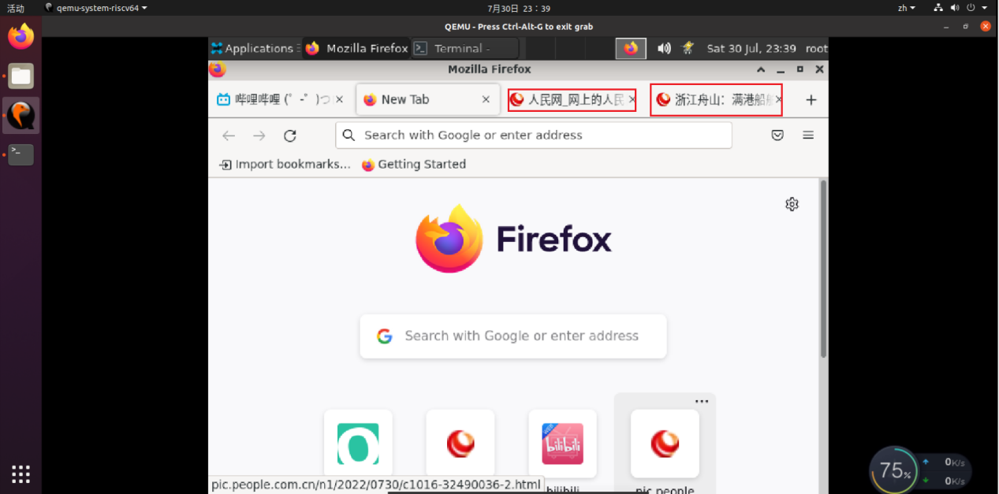 活动 qemu-system-riscv64 7月30日 23:39 zh
QEMU - Press Ctrl-Alt-G to exit grab
Applications Mozilla Firefox Terminal - Sat 30 Jul, 23:39 root
Mozilla Firefox
哔哩哔哩 (゜-゜)つ New Tab 人民网_网上的人民 浙江舟山：满港船
Search with Google or enter address
Import bookmarks... Getting Started
Firefox
Search with Google or enter address
bilibili
pic.people.com.cn/n1/2022/0730/c1016-32490036-2.html
bilibili pic.people
75% 0K/s
0K/s